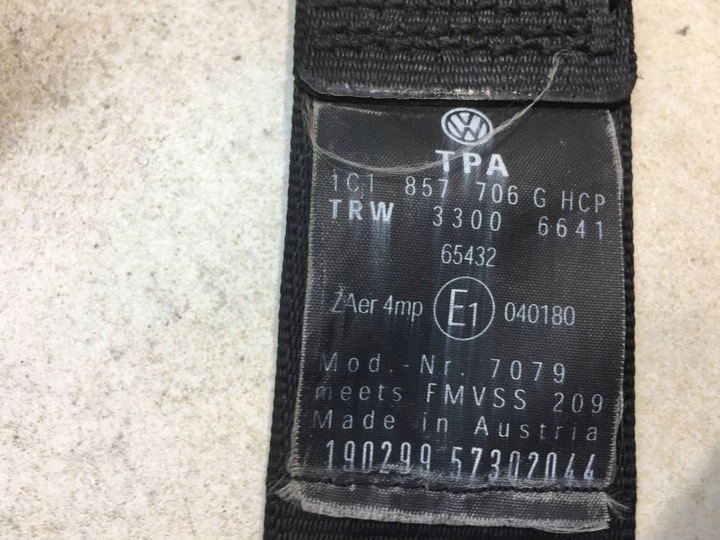 TPA
1C1 857 706 G HCP
TRW 3300 6641
65432
ZAer 4mp E1 040180
Mod.-Nr. 7079
meets FMVSS 209
Made in Austria
190299 57302044